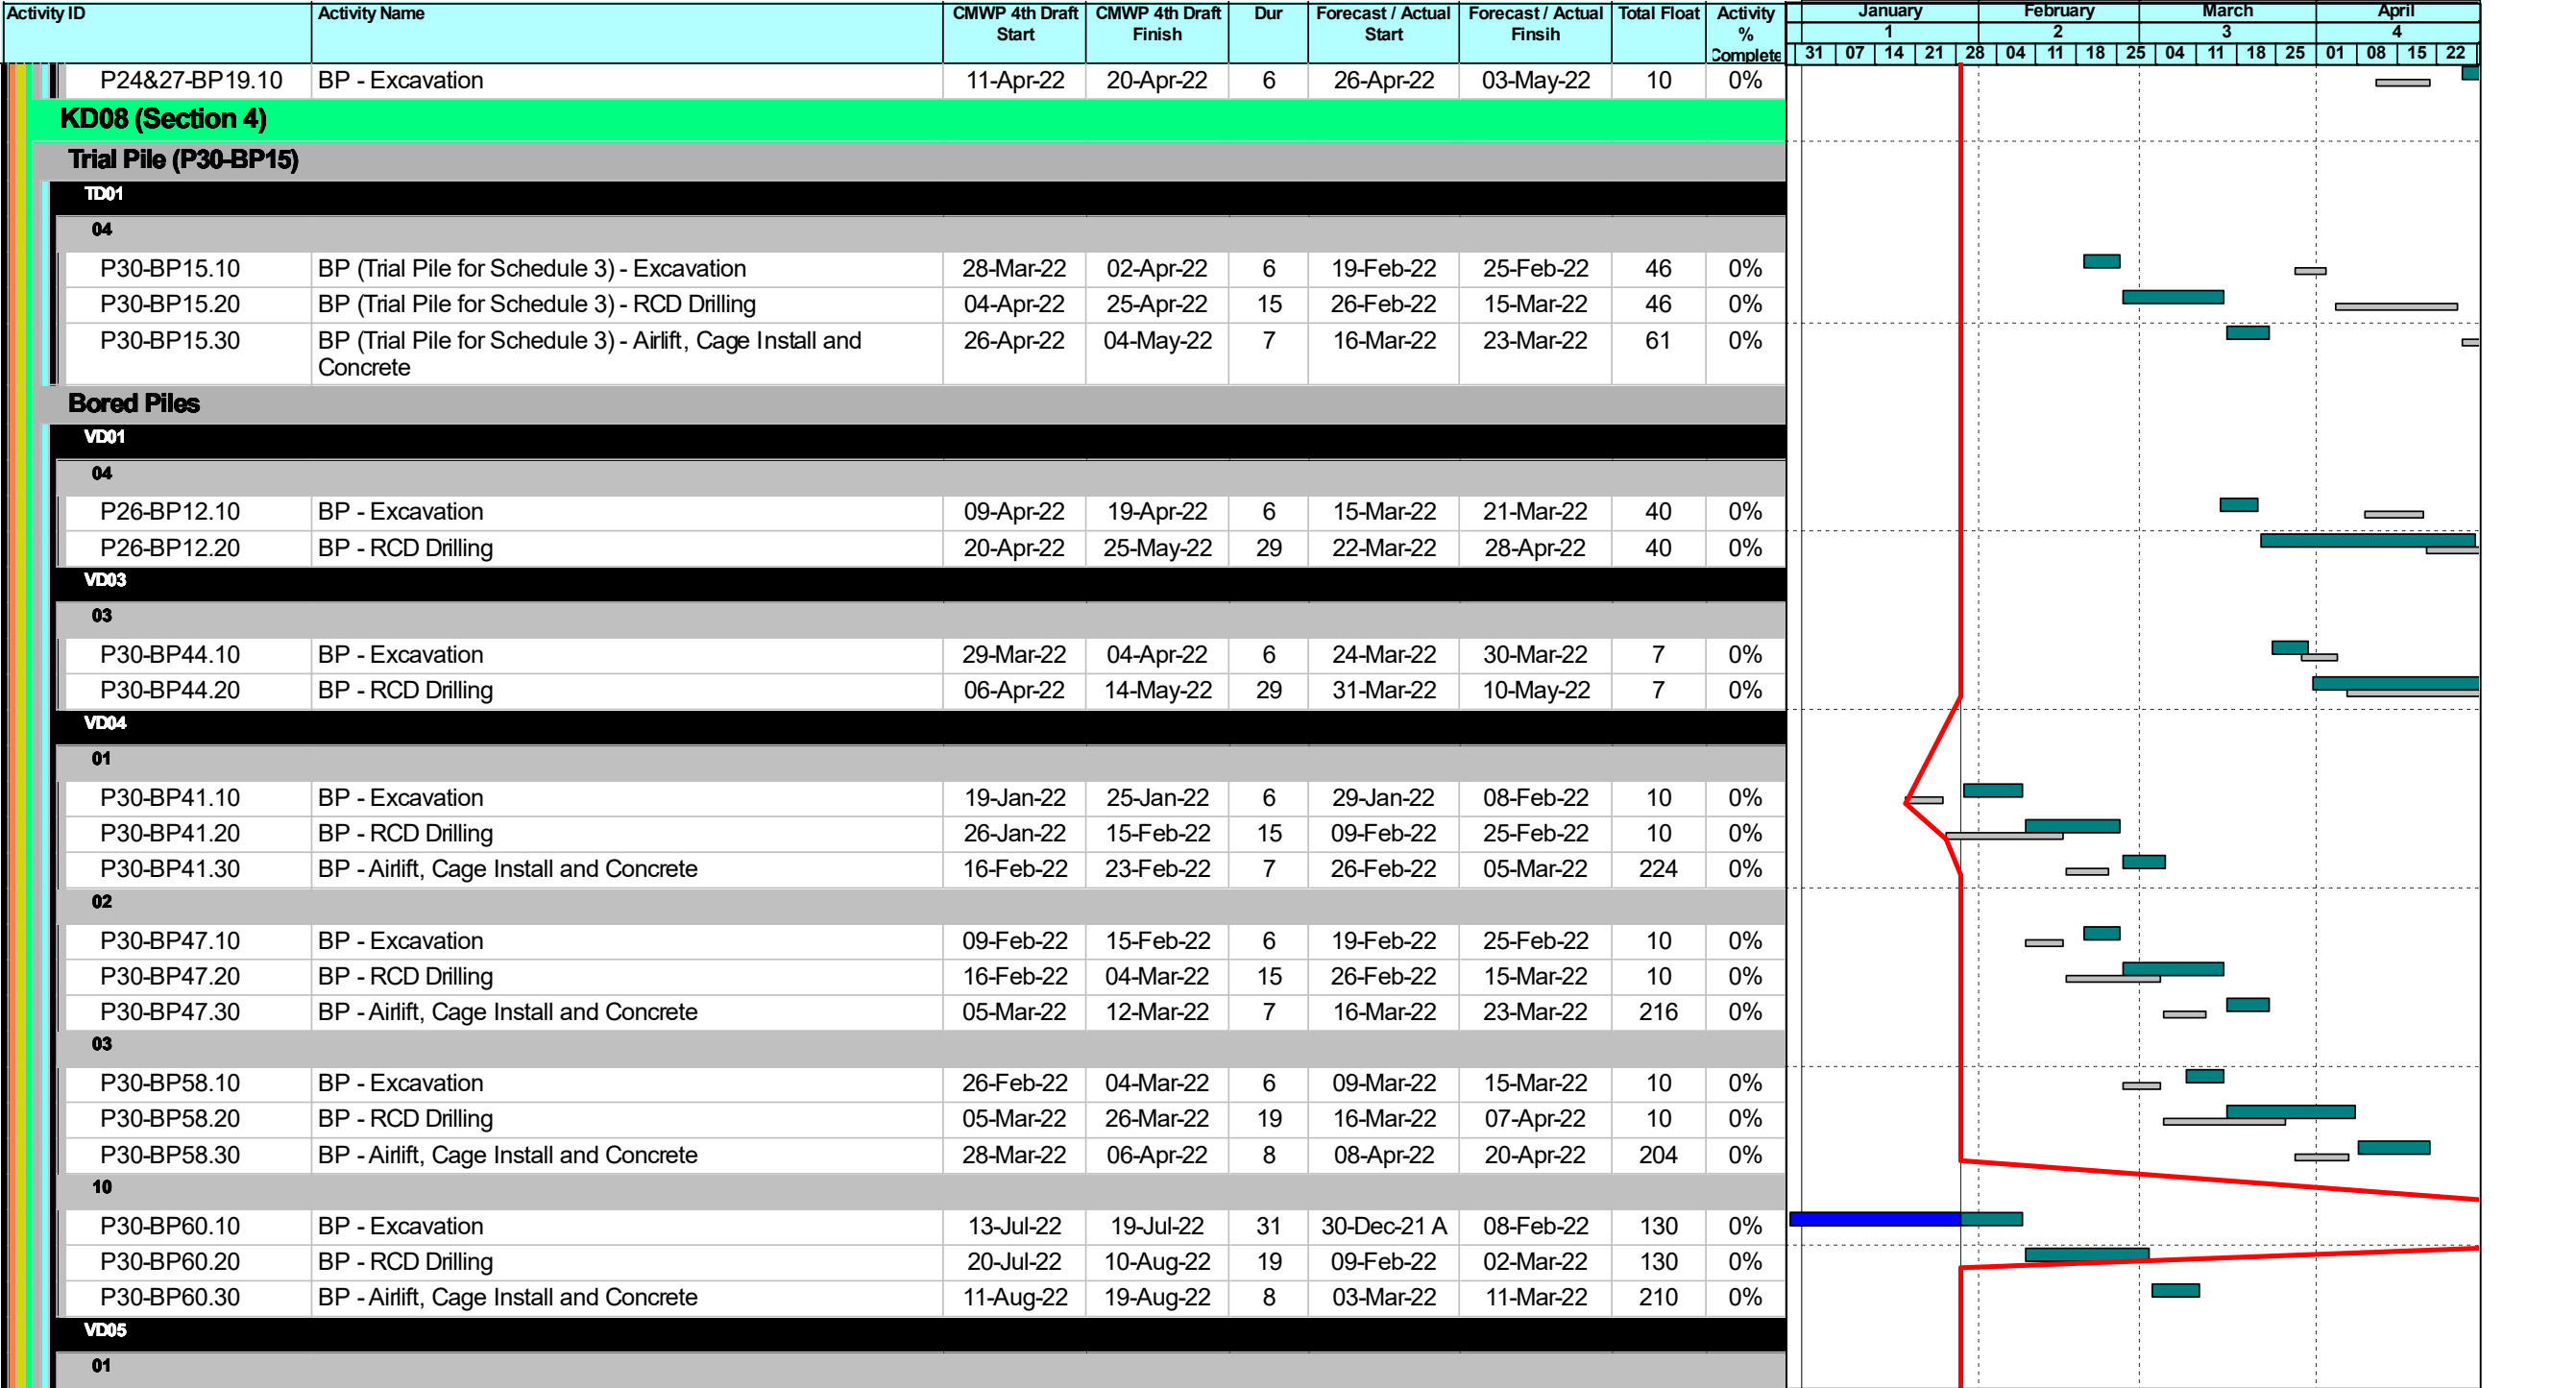 Activity ID Activity Name CMWP 4th Draft Start CMWP 4th Draft Finish Dur Forecast / Actual Start Forecast / Actual Finsih Total Float Activity % Complete
January February March April
1 2 3 4
31 07 14 21 28 04 11 18 25 04 11 18 25 01 08 15 22
P24&27-BP19.10 BP - Excavation 11-Apr-22 20-Apr-22 6 26-Apr-22 03-May-22 10 0%
KD08 (Section 4)
Trial Pile (P30-BP15)
TD01
04
P30-BP15.10 BP (Trial Pile for Schedule 3) - Excavation 28-Mar-22 02-Apr-22 6 19-Feb-22 25-Feb-22 46 0%
P30-BP15.20 BP (Trial Pile for Schedule 3) - RCD Drilling 04-Apr-22 25-Apr-22 15 26-Feb-22 15-Mar-22 46 0%
P30-BP15.30 BP (Trial Pile for Schedule 3) - Airlift, Cage Install and 26-Apr-22 04-May-22 7 16-Mar-22 23-Mar-22 61 0%
Concrete
Bored Piles
VD01
04
P26-BP12.10 BP - Excavation 09-Apr-22 19-Apr-22 6 15-Mar-22 21-Mar-22 40 0%
P26-BP12.20 BP - RCD Drilling 20-Apr-22 25-May-22 29 22-Mar-22 28-Apr-22 40 0%
VD03
03
P30-BP44.10 BP - Excavation 29-Mar-22 04-Apr-22 6 24-Mar-22 30-Mar-22 7 0%
P30-BP44.20 BP - RCD Drilling 06-Apr-22 14-May-22 29 31-Mar-22 10-May-22 7 0%
VD04
01
P30-BP41.10 BP - Excavation 19-Jan-22 25-Jan-22 6 29-Jan-22 08-Feb-22 10 0%
P30-BP41.20 BP - RCD Drilling 26-Jan-22 15-Feb-22 15 09-Feb-22 25-Feb-22 10 0%
P30-BP41.30 BP - Airlift, Cage Install and Concrete 16-Feb-22 23-Feb-22 7 26-Feb-22 05-Mar-22 224 0%
02
P30-BP47.10 BP - Excavation 09-Feb-22 15-Feb-22 6 19-Feb-22 25-Feb-22 10 0%
P30-BP47.20 BP - RCD Drilling 16-Feb-22 04-Mar-22 15 26-Feb-22 15-Mar-22 10 0%
P30-BP47.30 BP - Airlift, Cage Install and Concrete 05-Mar-22 12-Mar-22 7 16-Mar-22 23-Mar-22 216 0%
03
P30-BP58.10 BP - Excavation 26-Feb-22 04-Mar-22 6 09-Mar-22 15-Mar-22 10 0%
P30-BP58.20 BP - RCD Drilling 05-Mar-22 26-Mar-22 19 16-Mar-22 07-Apr-22 10 0%
P30-BP58.30 BP - Airlift, Cage Install and Concrete 28-Mar-22 06-Apr-22 8 08-Apr-22 20-Apr-22 204 0%
10
P30-BP60.10 BP - Excavation 13-Jul-22 19-Jul-22 31 30-Dec-21 A 08-Feb-22 130 0%
P30-BP60.20 BP - RCD Drilling 20-Jul-22 10-Aug-22 19 09-Feb-22 02-Mar-22 130 0%
P30-BP60.30 BP - Airlift, Cage Install and Concrete 11-Aug-22 19-Aug-22 8 03-Mar-22 11-Mar-22 210 0%
VD05
01